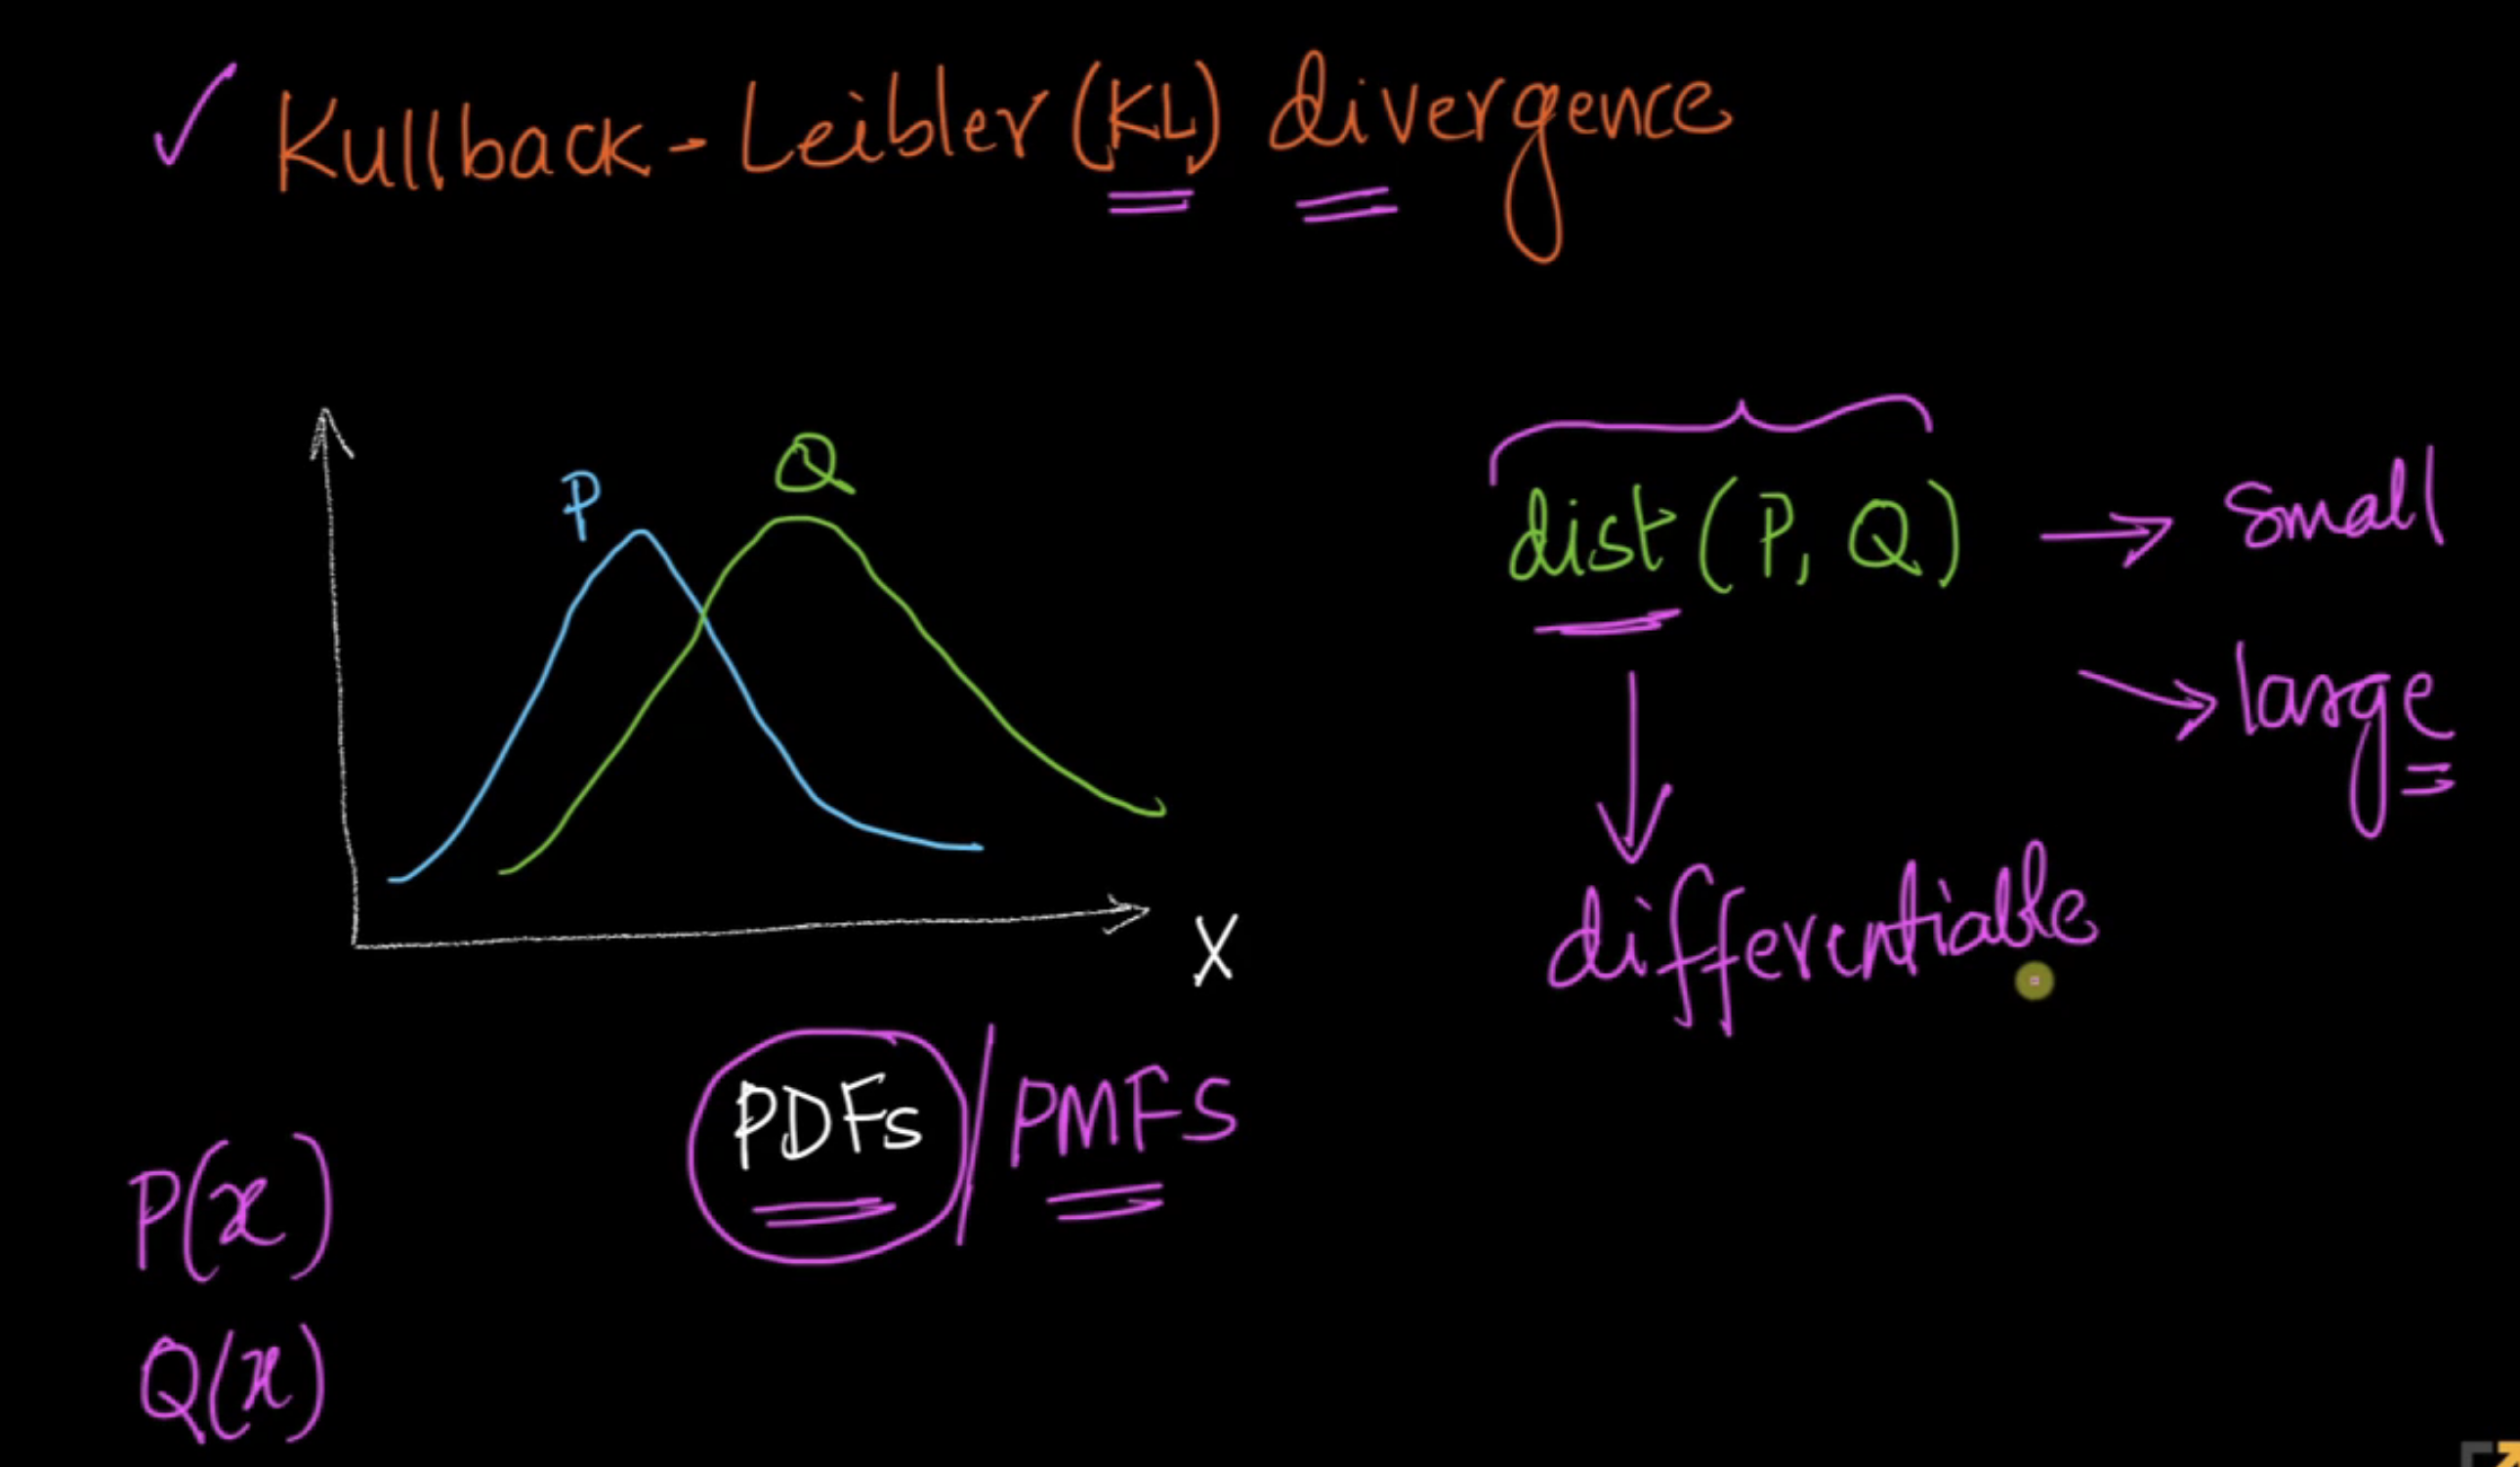 Kullback-Leibler (KL) divergence
P
Q
X
PDFs / PMFS
P(x)
Q(x)
dist (P, Q) → small
→ large
differentiable